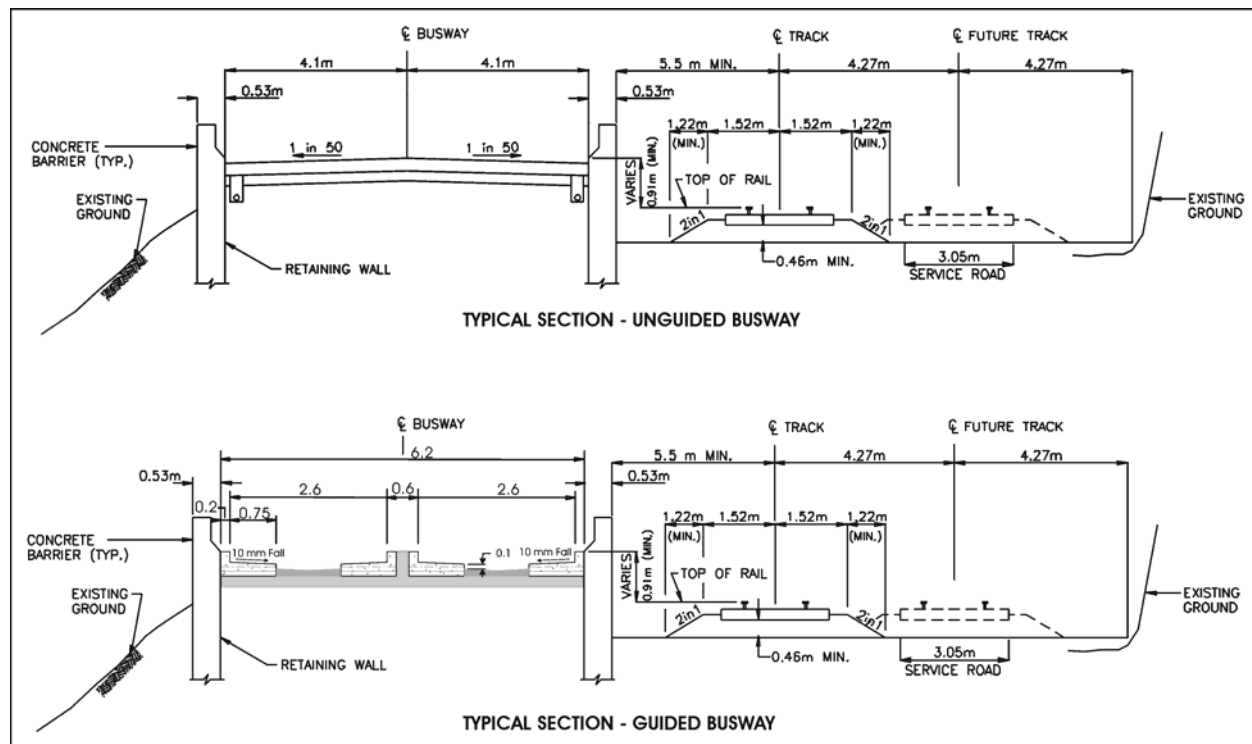 ℄ BUSWAY
℄ TRACK
℄ FUTURE TRACK
4.1m
4.1m
5.5 m MIN.
4.27m
4.27m
0.53m
0.53m
1.22m
(MIN.)
1.52m
1.52m
1.22m
(MIN.)
CONCRETE
BARRIER (TYP.)
1 in 50
1 in 50
VARIES
0.91m (MIN.)
TOP OF RAIL
EXISTING
GROUND
EXISTING
GROUND
2in1
2in1
RETAINING WALL
0.46m MIN.
3.05m
SERVICE ROAD
TYPICAL SECTION - UNGUIDED BUSWAY
℄ BUSWAY
℄ TRACK
℄ FUTURE TRACK
6.2
5.5 m MIN.
4.27m
4.27m
0.53m
0.53m
2.6
0.6
2.6
0.2
0.75
1.22m
(MIN.)
1.52m
1.52m
1.22m
(MIN.)
CONCRETE
BARRIER (TYP.)
10 mm Fall
0.1
10 mm Fall
VARIES
0.91m (MIN.)
TOP OF RAIL
EXISTING
GROUND
EXISTING
GROUND
2in1
2in1
RETAINING WALL
0.46m MIN.
3.05m
SERVICE ROAD
TYPICAL SECTION - GUIDED BUSWAY